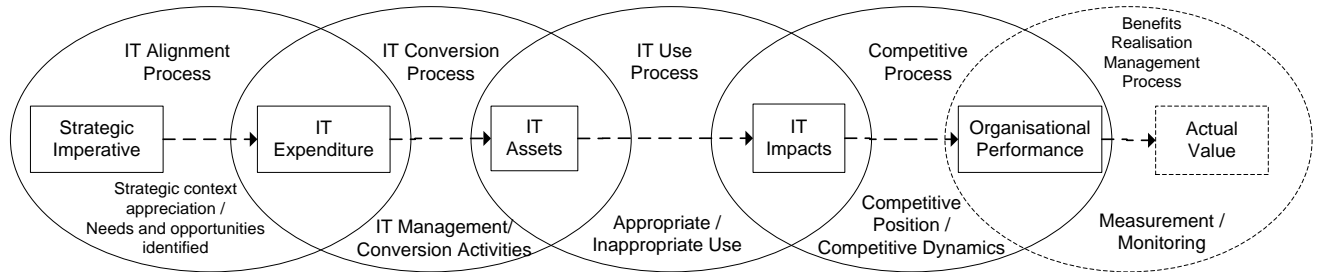 IT Alignment
Process
IT Conversion
Process
IT Use
Process
Competitive
Process
Benefits
Realisation
Management
Process
Strategic
Imperative
IT
Expenditure
IT
Assets
IT
Impacts
Organisational
Performance
Actual
Value
Strategic context
appreciation /
Needs and opportunities
identified
IT Management/
Conversion Activities
Appropriate /
Inappropriate Use
Competitive
Position /
Competitive Dynamics
Measurement /
Monitoring